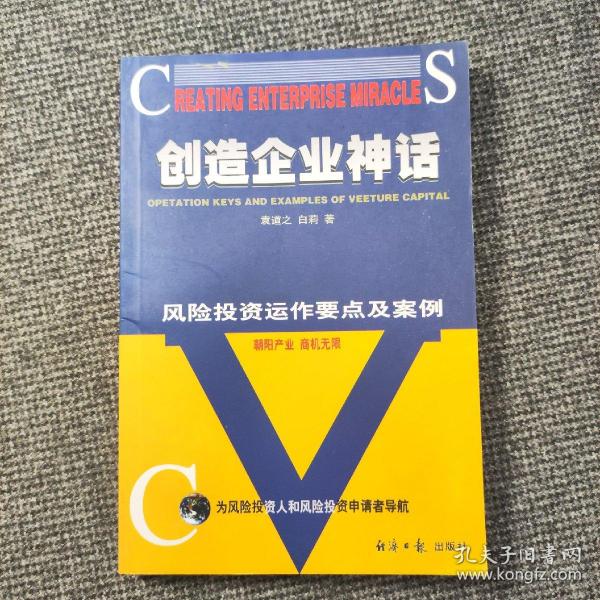 CREATING ENTERPRISE MIRACLES
创造企业神话
OPETATION KEYS AND EXAMPLES OF VEETURE CAPITAL
袁道之 白莉 著
风险投资运作要点及案例
朝阳产业 商机无限
CV
为风险投资人和风险投资申请者导航
经济日报出版社
孔夫子旧书网
www.kongfz.com